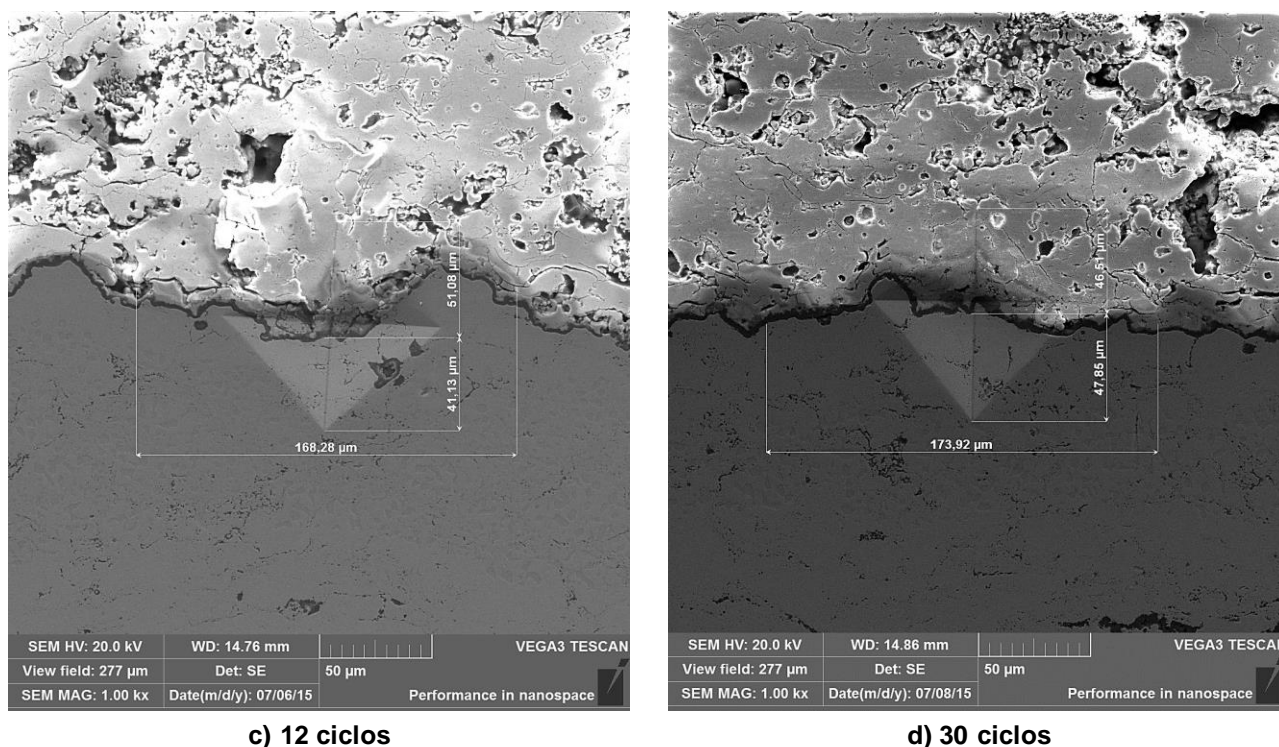 51,08 µm
41,13 µm
168,28 µm
SEM HV: 20.0 kV WD: 14.76 mm VEGA3 TESCAN
View field: 277 µm Det: SE 50 µm
SEM MAG: 1.00 kx Date(m/d/y): 07/06/15 Performance in nanospace
c) 12 ciclos
46,51 µm
47,85 µm
173,92 µm
SEM HV: 20.0 kV WD: 14.86 mm VEGA3 TESCAN
View field: 277 µm Det: SE 50 µm
SEM MAG: 1.00 kx Date(m/d/y): 07/08/15 Performance in nanospace
d) 30 ciclos